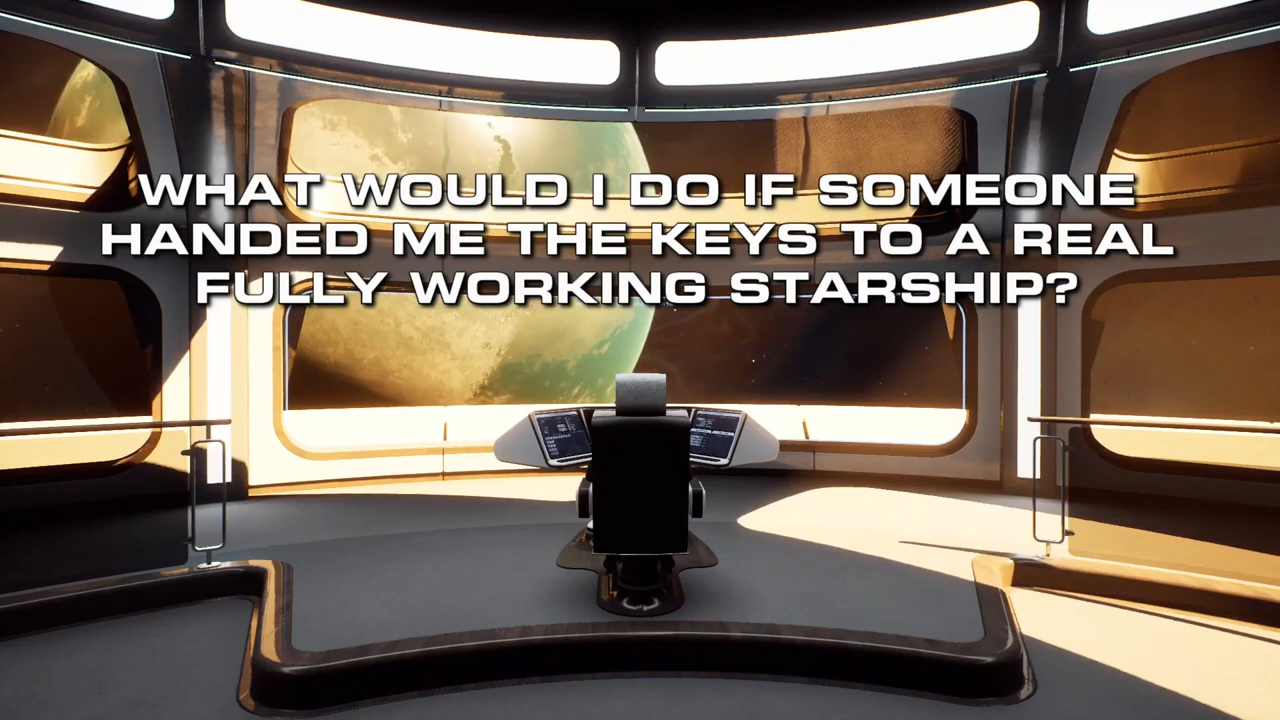 WHAT WOULD I DO IF SOMEONE
HANDED ME THE KEYS TO A REAL
FULLY WORKING STARSHIP?